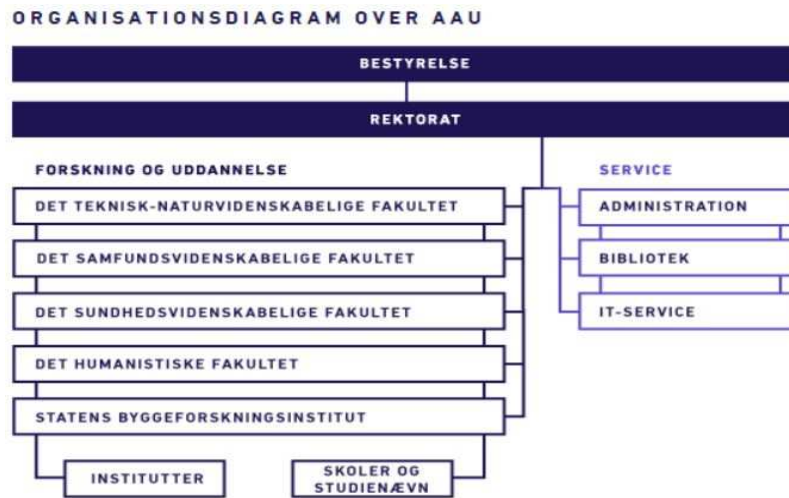 ORGANISATIONSDIAGRAM OVER AAU
BESTYRELSE
REKTORAT
FORSKNING OG UDDANNELSE
DET TEKNISK-NATURVIDENSKABELIGE FAKULTET
DET SAMFUNDSVIDENSKABELIGE FAKULTET
DET SUNDHEDSVIDENSKABELIGE FAKULTET
DET HUMANISTISKE FAKULTET
STATENS BYGGEFORSKNINGSINSTITUT
INSTITUTTER
SKOLER OG
STUDIENÆVN
SERVICE
ADMINISTRATION
BIBLIOTEK
IT-SERVICE